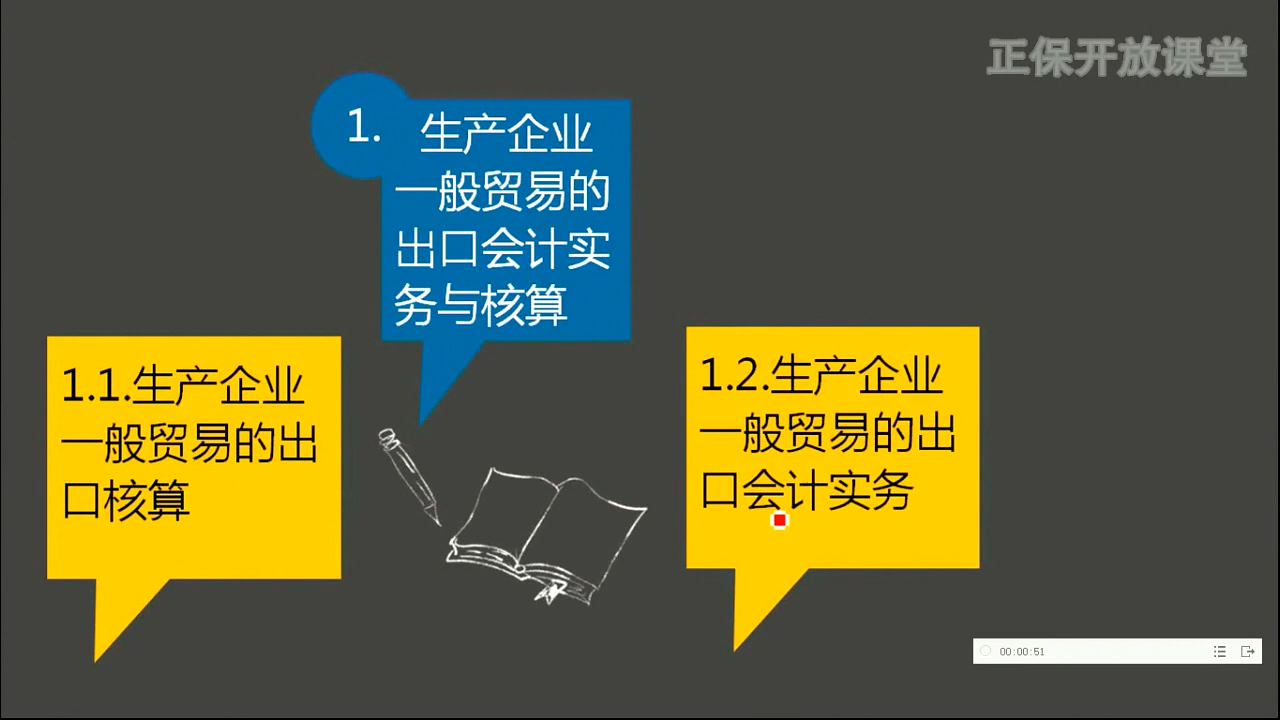 正保开放课堂
1.
生产企业
一般贸易的
出口会计实
务与核算
1.1.生产企业
一般贸易的出
口核算
1.2.生产企业
一般贸易的出
口会计实务
00:00:51